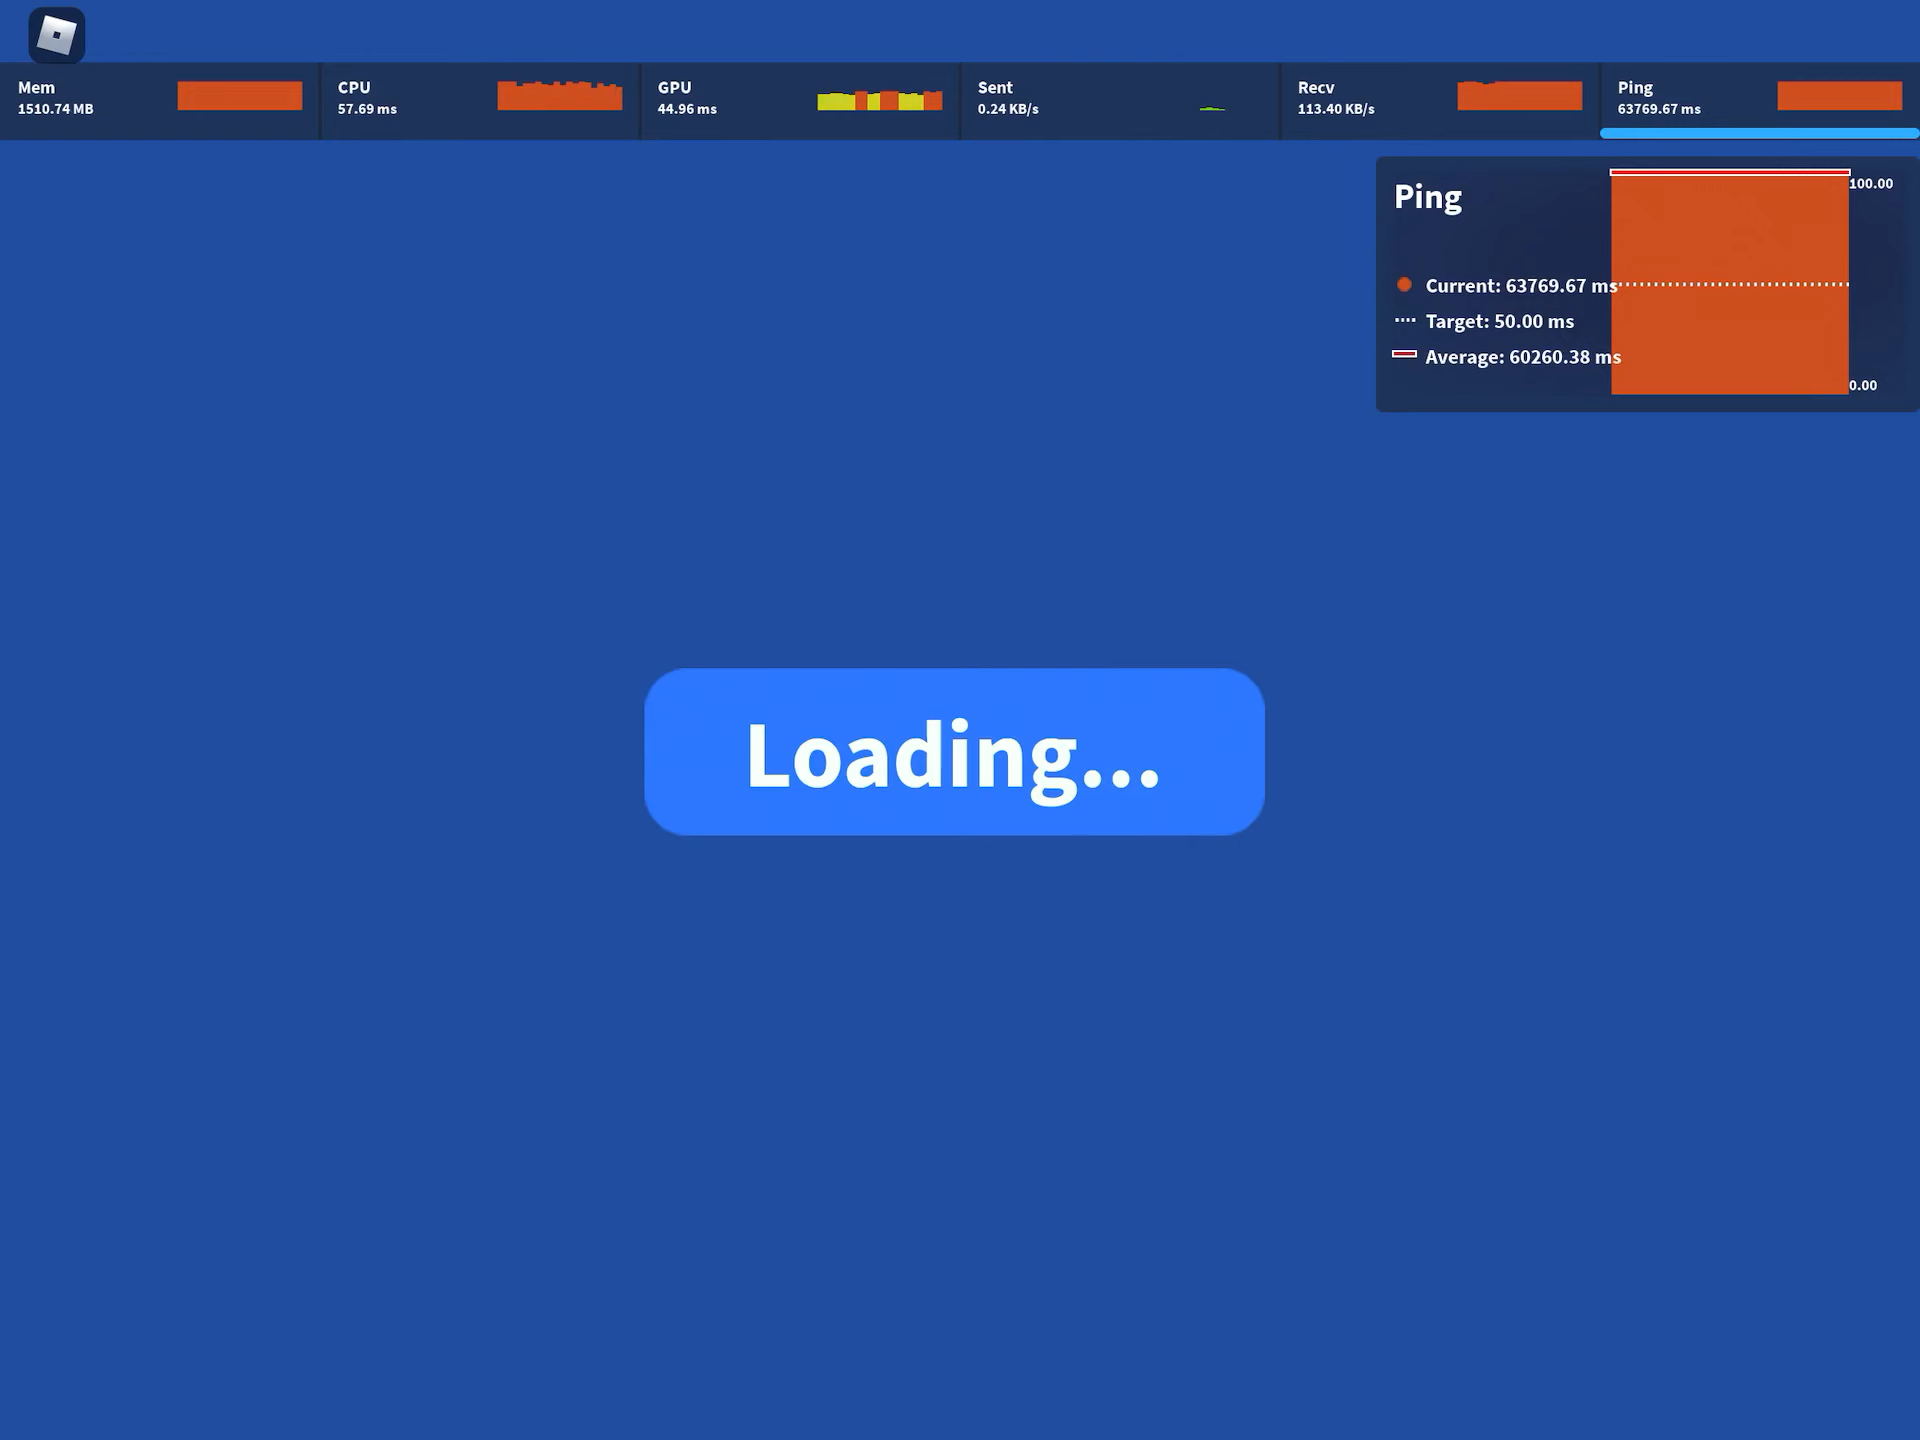 Mem
1510.74 MB
CPU
57.69 ms
GPU
44.96 ms
Sent
0.24 KB/s
Recv
113.40 KB/s
Ping
63769.67 ms
Ping
100.00
Current: 63769.67 ms
Target: 50.00 ms
Average: 60260.38 ms
0.00
Loading...